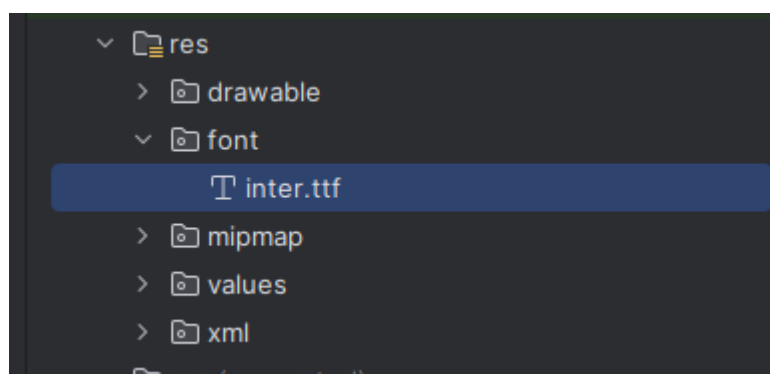 res
drawable
font
inter.ttf
mipmap
values
xml